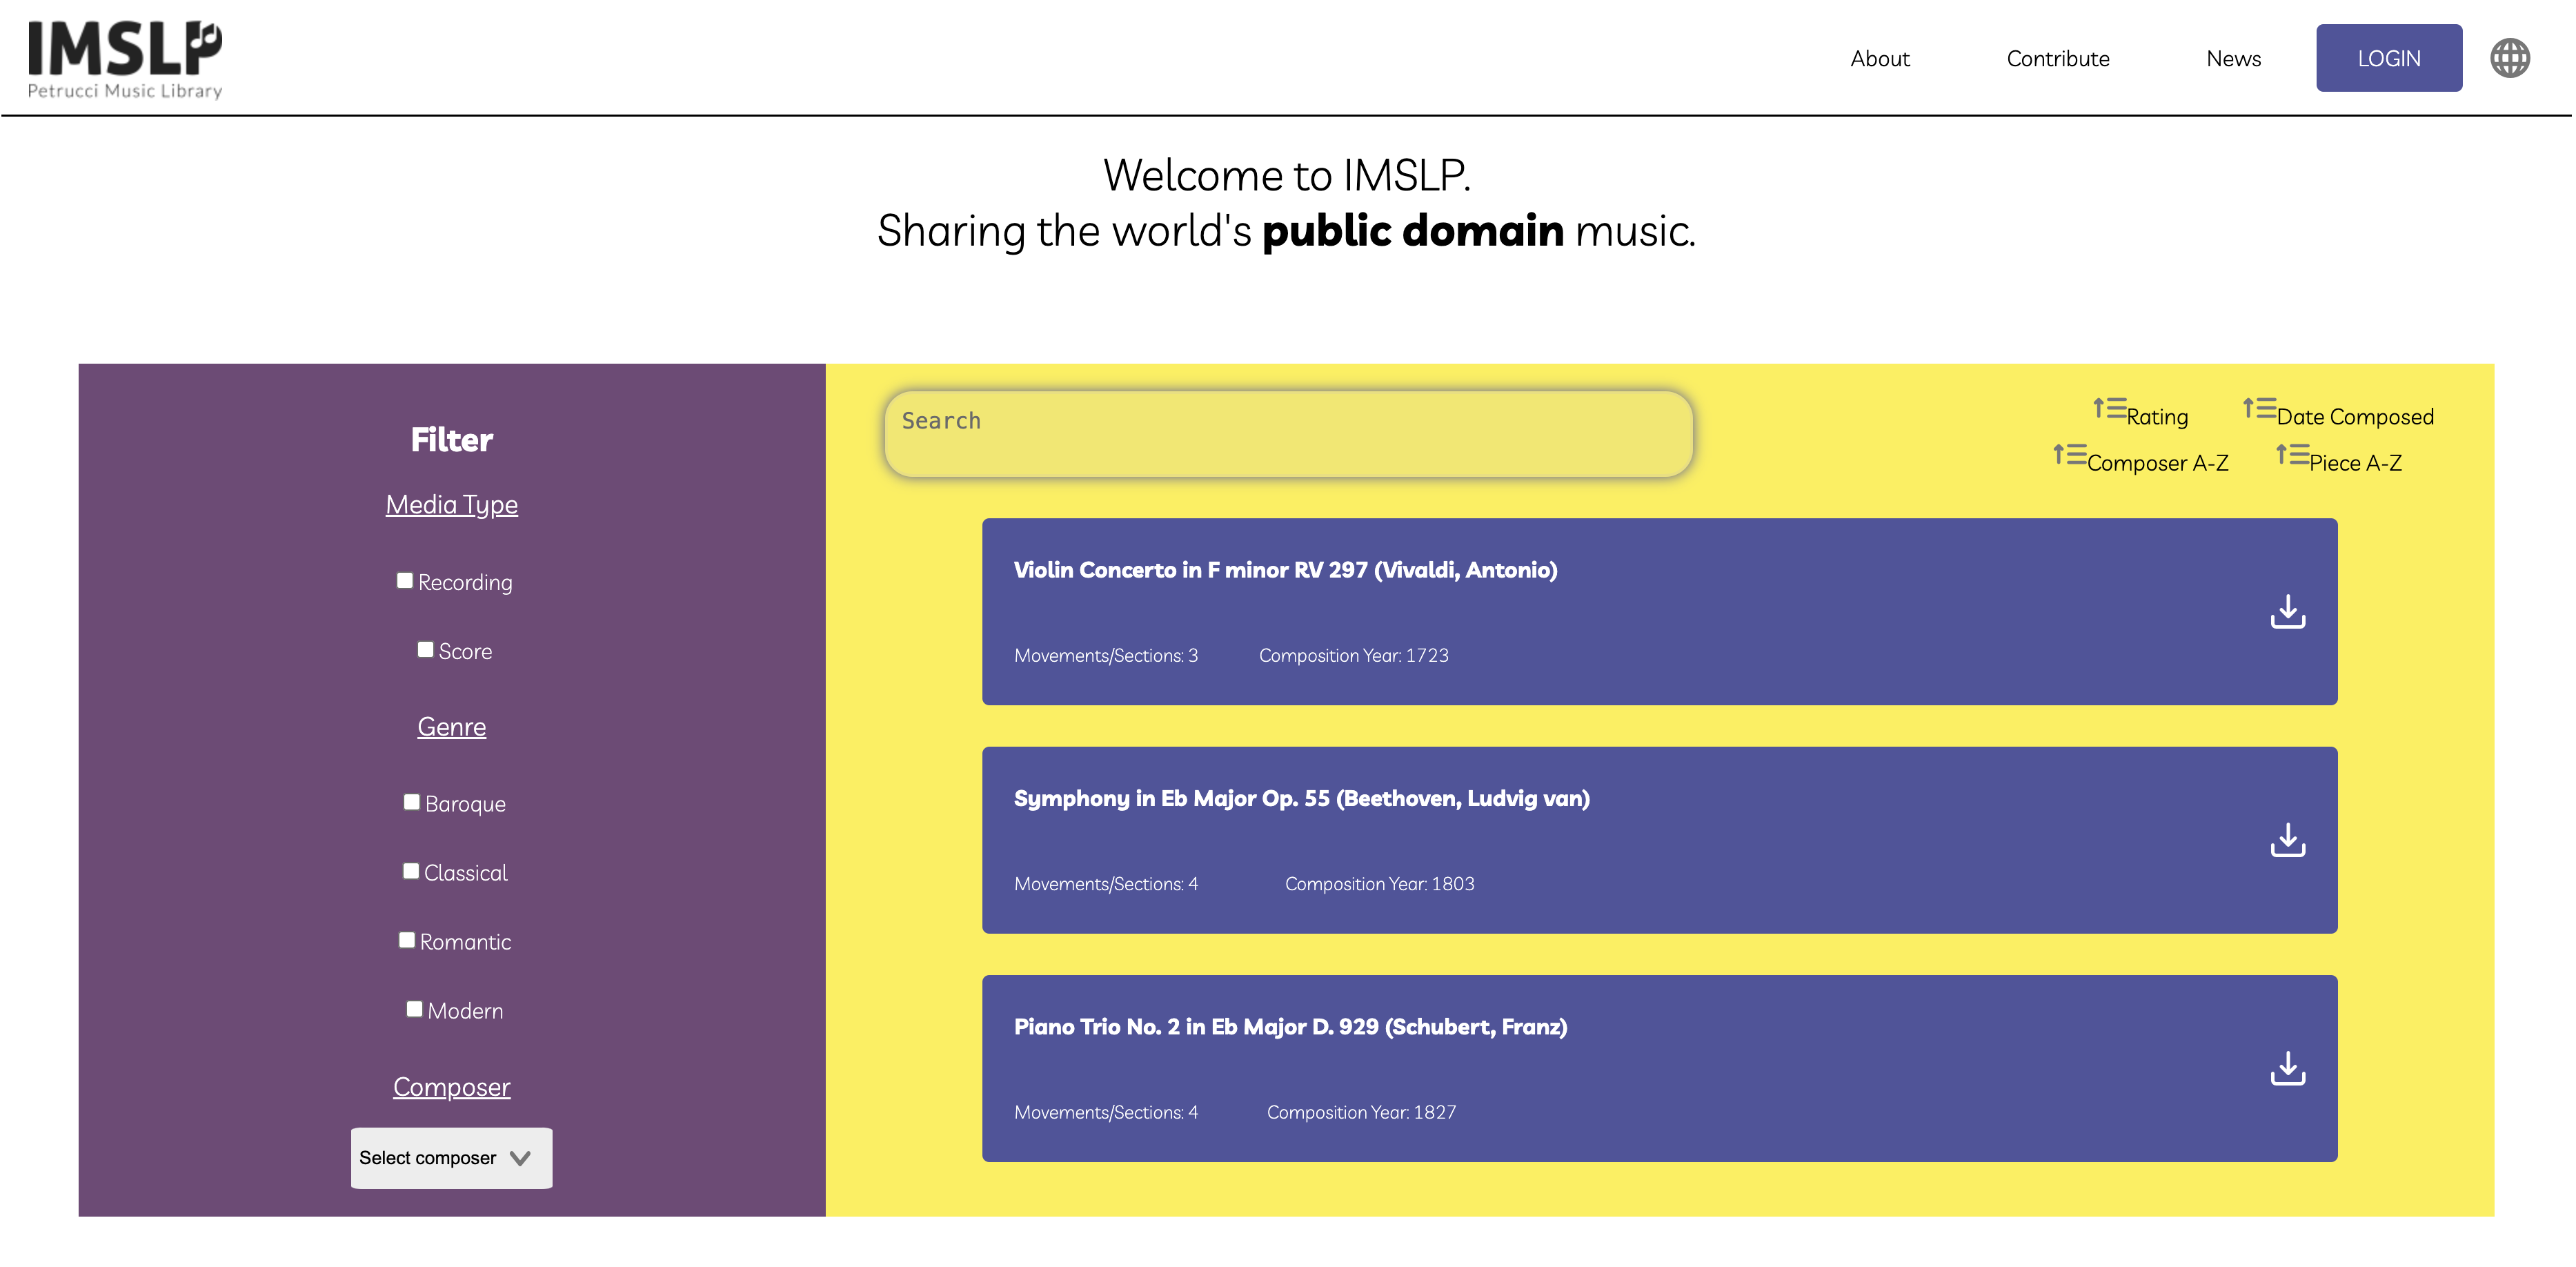 IMSLP
Petrucci Music Library
About Contribute News LOGIN
Welcome to IMSLP.
Sharing the world's public domain music.
Filter
Media Type
Recording
Score
Genre
Baroque
Classical
Romantic
Modern
Composer
Select composer
Search
Rating Date Composed
Composer A-Z Piece A-Z
Violin Concerto in F minor RV 297 (Vivaldi, Antonio)
Movements/Sections: 3 Composition Year: 1723
Symphony in Eb Major Op. 55 (Beethoven, Ludvig van)
Movements/Sections: 4 Composition Year: 1803
Piano Trio No. 2 in Eb Major D. 929 (Schubert, Franz)
Movements/Sections: 4 Composition Year: 1827